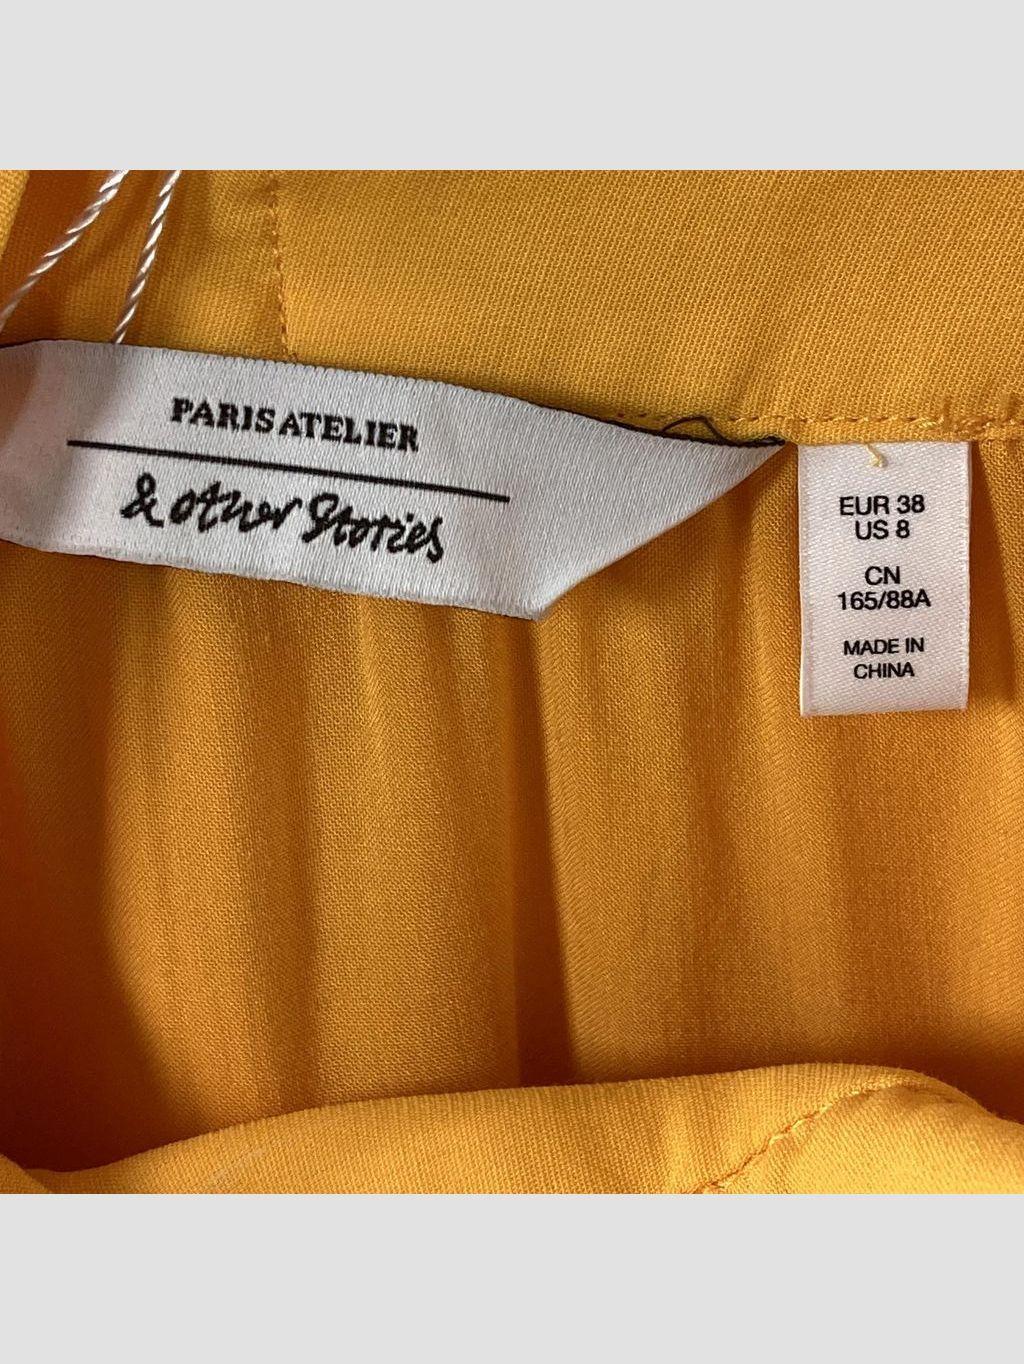 PARIS ATELIER
& other Stories
EUR 38
US 8
CN
165/88A
MADE IN
CHINA